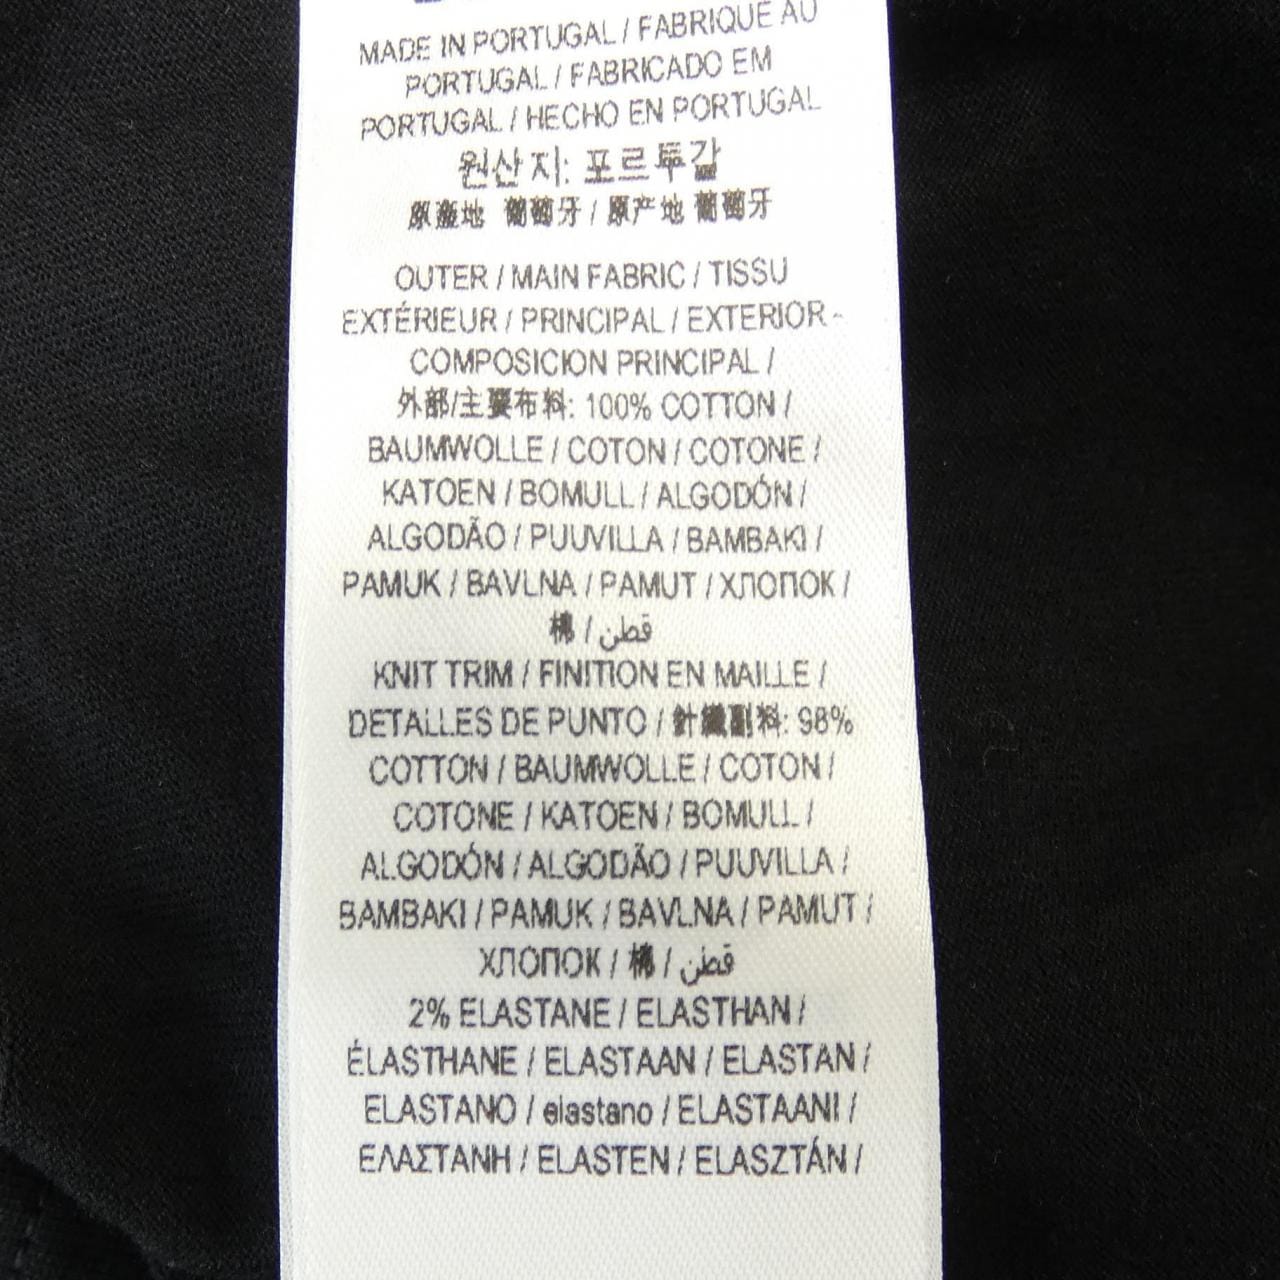 MADE IN PORTUGAL / FABRIQUÉ AU
PORTUGAL / FABRICADO EM
PORTUGAL / HECHO EN PORTUGAL
원산지: 포르투갈
原產地 葡萄牙 / 原产地 葡萄牙
OUTER / MAIN FABRIC / TISSU
EXTÉRIEUR / PRINCIPAL / EXTERIOR -
COMPOSICION PRINCIPAL /
外部/主要布料: 100% COTTON /
BAUMWOLLE / COTON / COTONE /
KATOEN / BOMULL / ALGODÓN /
ALGODÃO / PUUVILLA / BAMBAKI /
PAMUK / BAVLNA / PAMUT / ХЛОПОК /
棉 / قطن
KNIT TRIM / FINITION EN MAILLE /
DETALLES DE PUNTO / 針織副料: 98%
COTTON / BAUMWOLLE / COTON /
COTONE / KATOEN / BOMULL /
ALGODÓN / ALGODÃO / PUUVILLA /
BAMBAKI / PAMUK / BAVLNA / PAMUT /
ХЛОПОК / 棉 / قطن
2% ELASTANE / ELASTHAN /
ÉLASTHANE / ELASTAAN / ELASTAN /
ELASTANO / elastano / ELASTAANI /
ΕΛΑΣΤΑΝΗ / ELASTEN / ELASZTÁN /